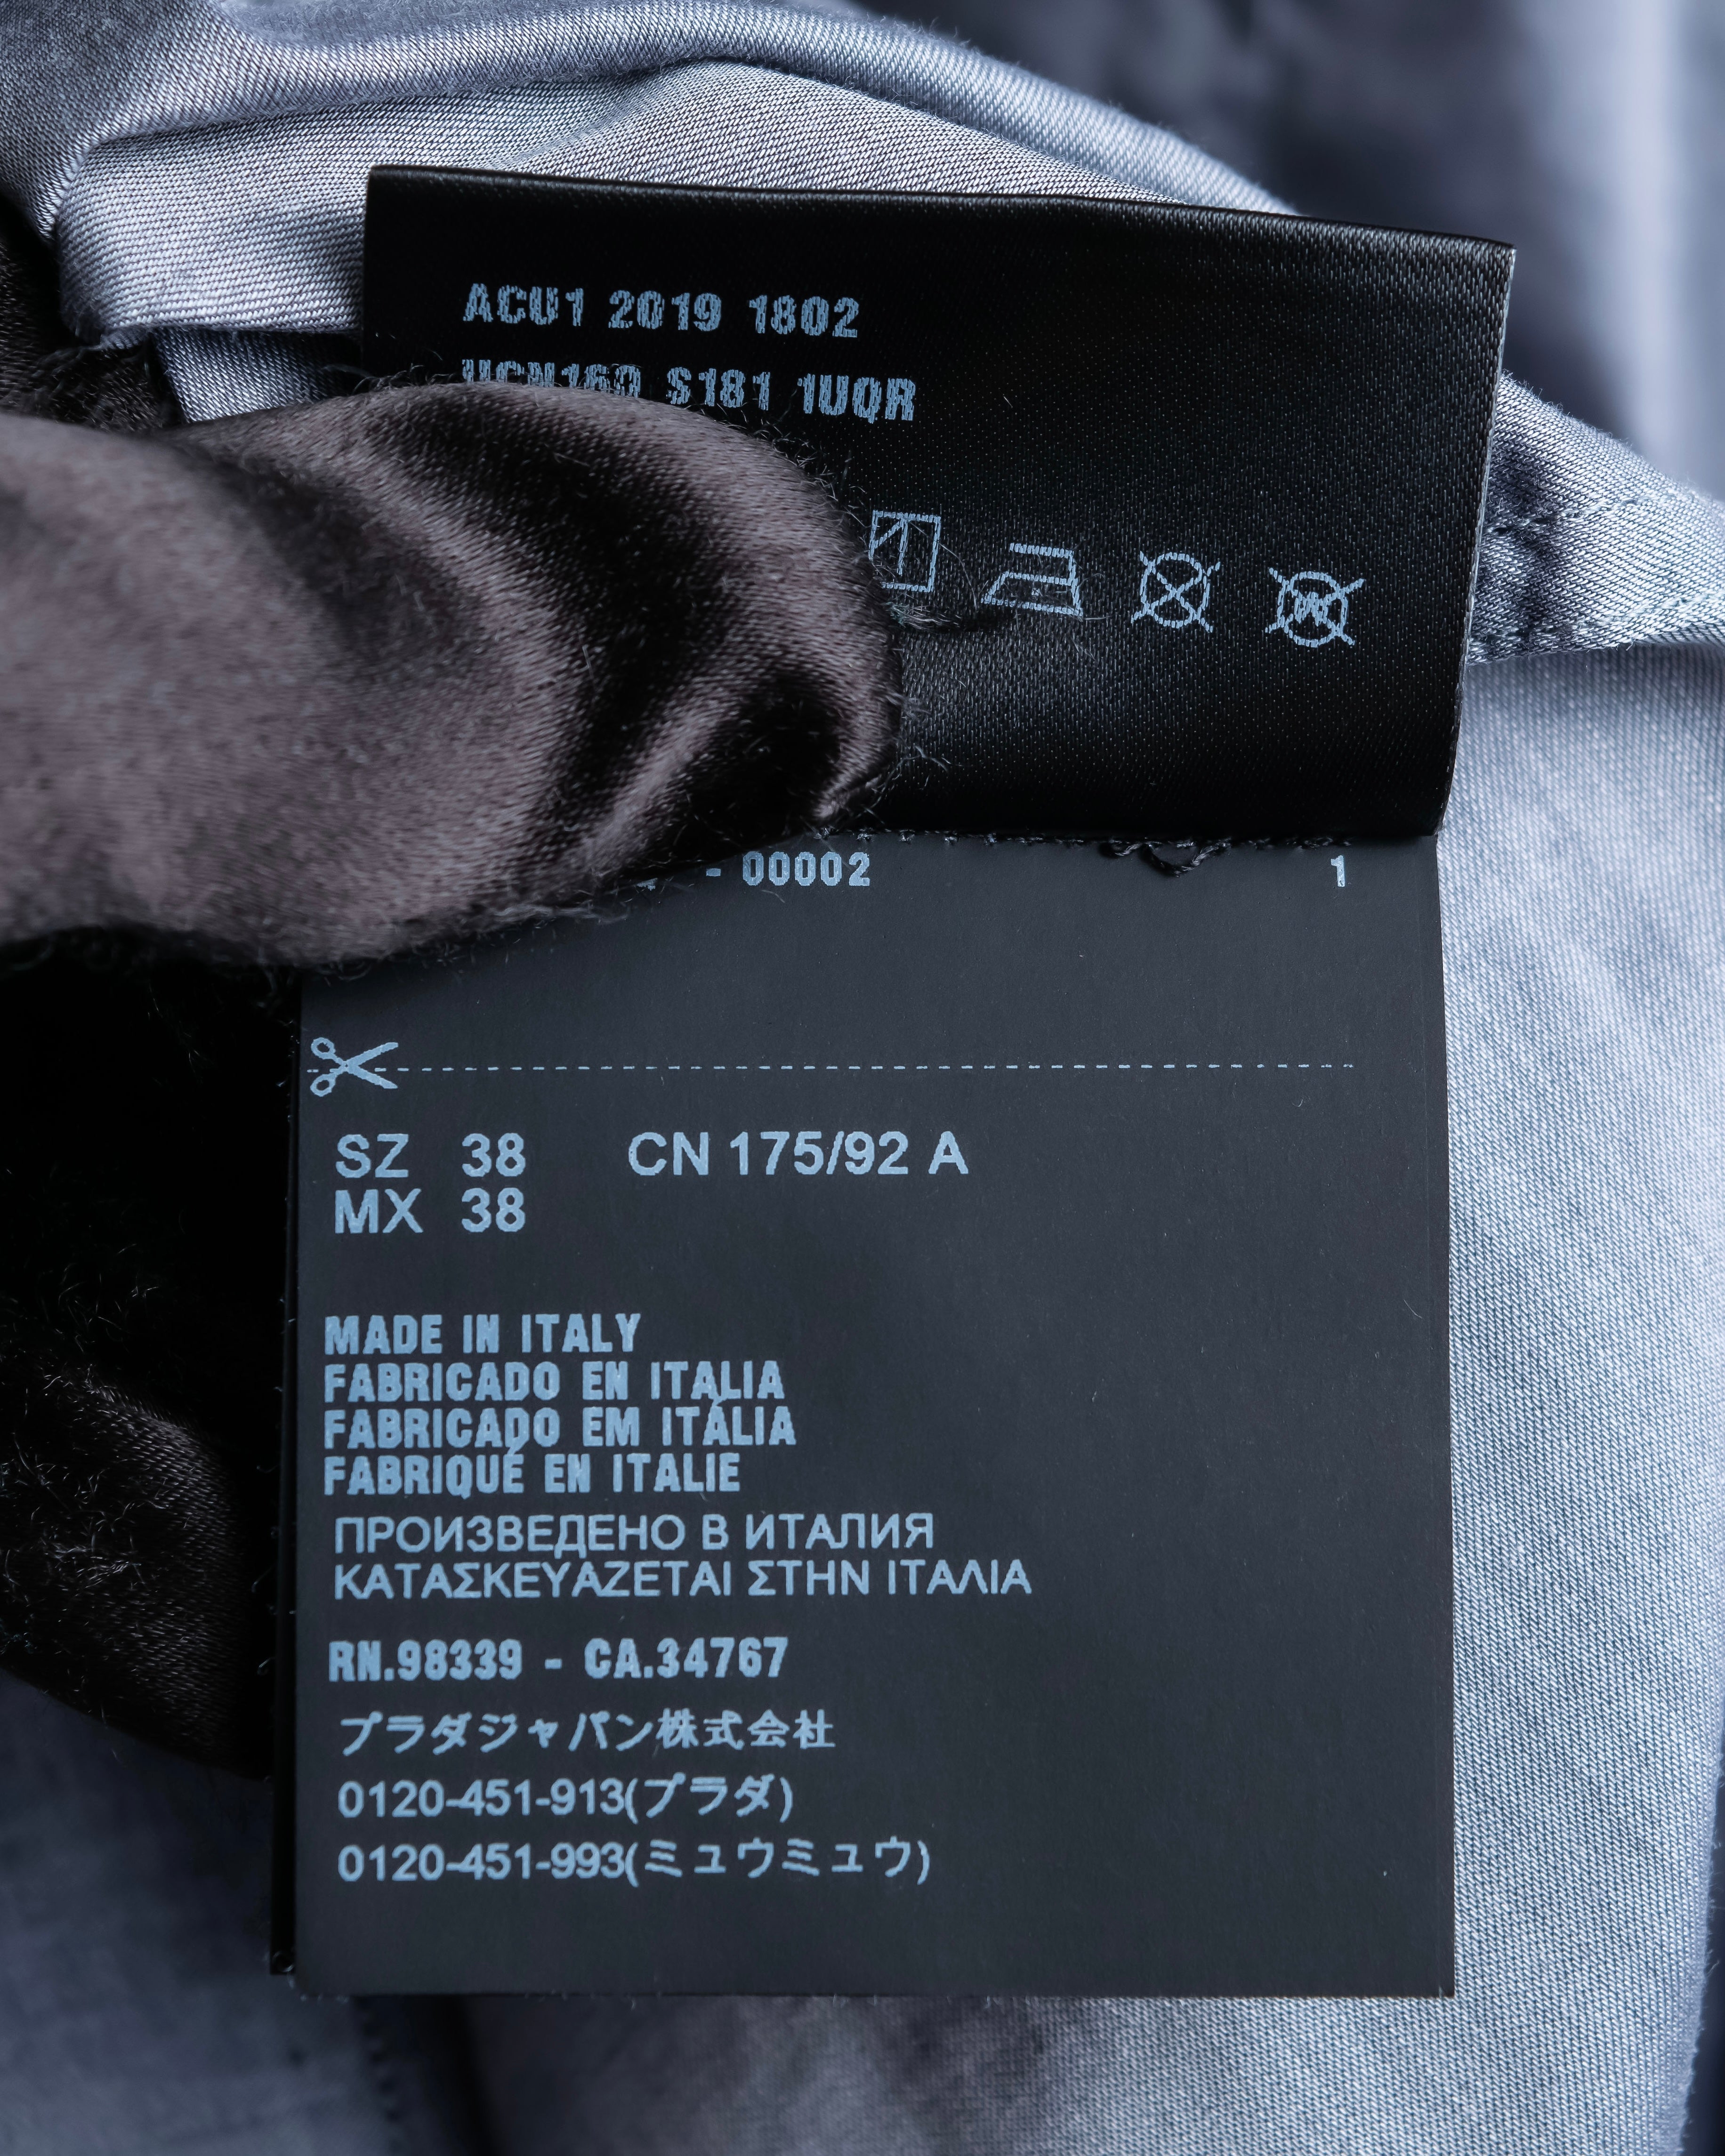 ACU1 2019 1802
UCN160 S181 1UQR
- 00002 1
SZ 38 CN 175/92 A
MX 38
MADE IN ITALY
FABRICADO EN ITALIA
FABRICADO EM ITÁLIA
FABRIQUÉ EN ITALIE
ПРОИЗВЕДЕНО В ИТАЛИЯ
ΚΑΤΑΣΚΕΥΑΖΕΤΑΙ ΣΤΗΝ ΙΤΑΛΙΑ
RN.98339 - CA.34767
プラダジャパン株式会社
0120-451-913(プラダ)
0120-451-993(ミュウミュウ)